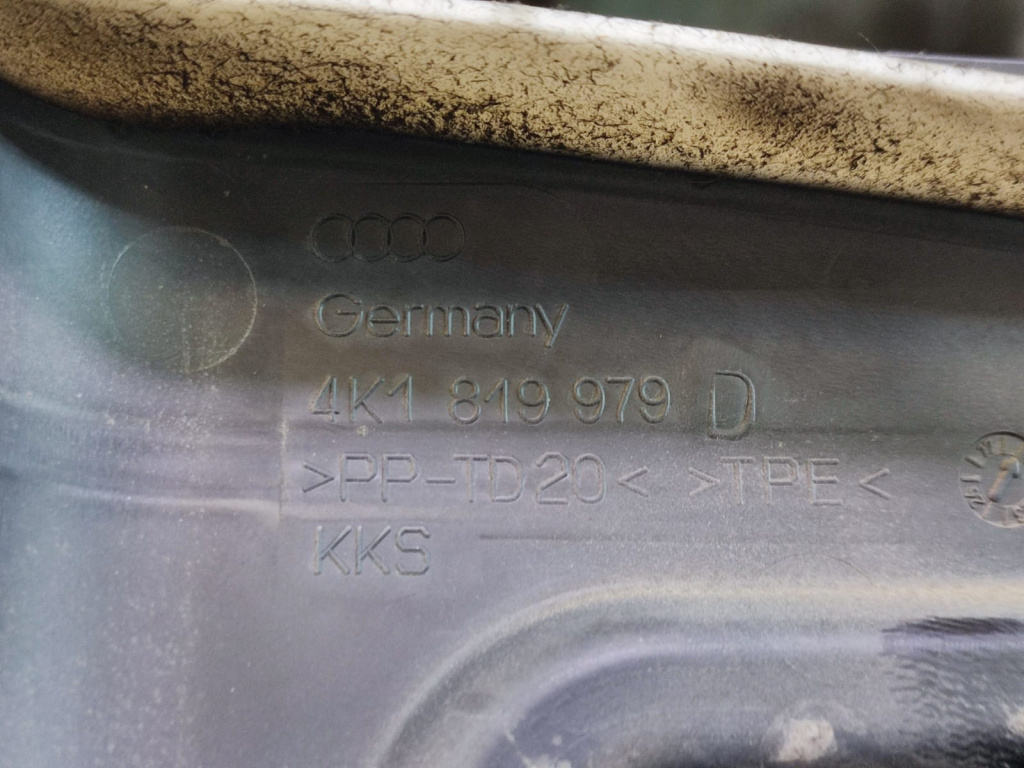 Germany
4K1 819 979 D
>PP-TD20< >TPE<
KKS